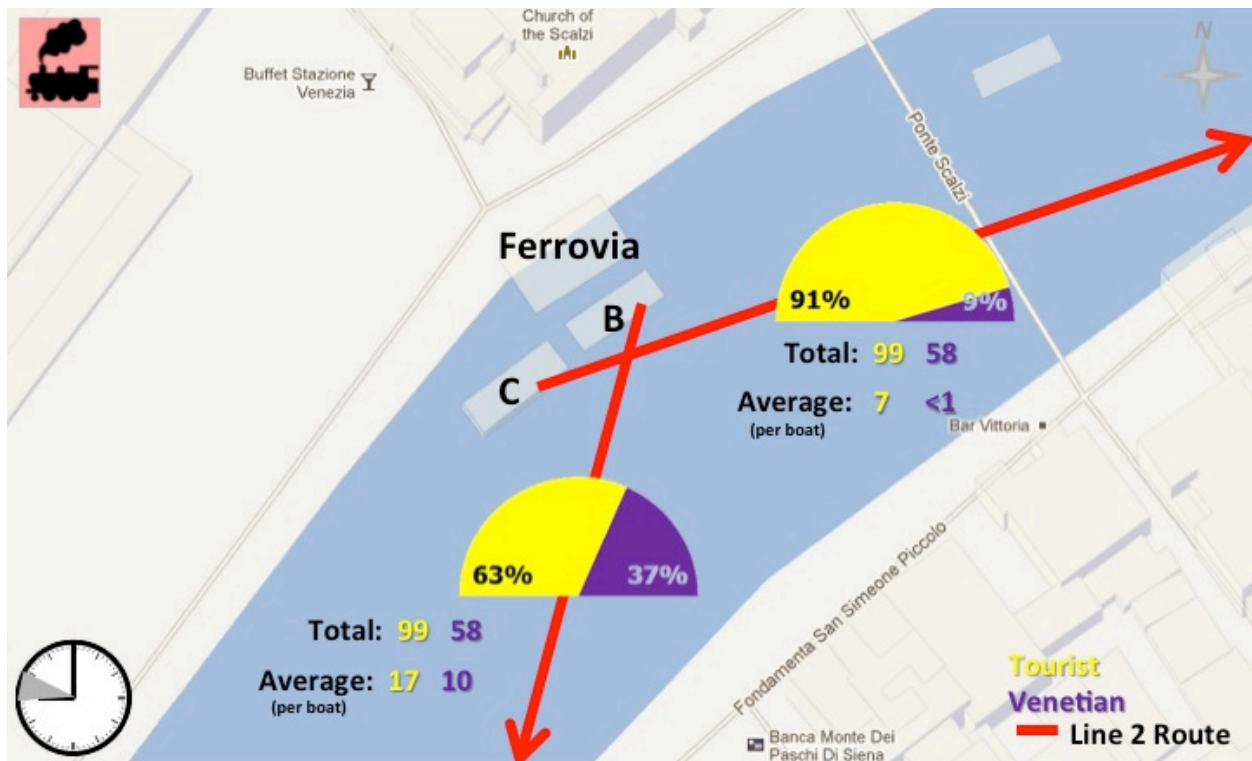 Church of
the Scalzi
N
Buffet Stazione
Venezia
Ponte Scalzi
Ferrovia
B
C
91%
9%
Total: 99 58
Average: 7 <1
(per boat)
Bar Vittoria
63%
37%
Total: 99 58
Average: 17 10
(per boat)
Fondamenta San Simeone Piccolo
Tourist
Venetian
Line 2 Route
Banca Monte Dei
Paschi Di Siena